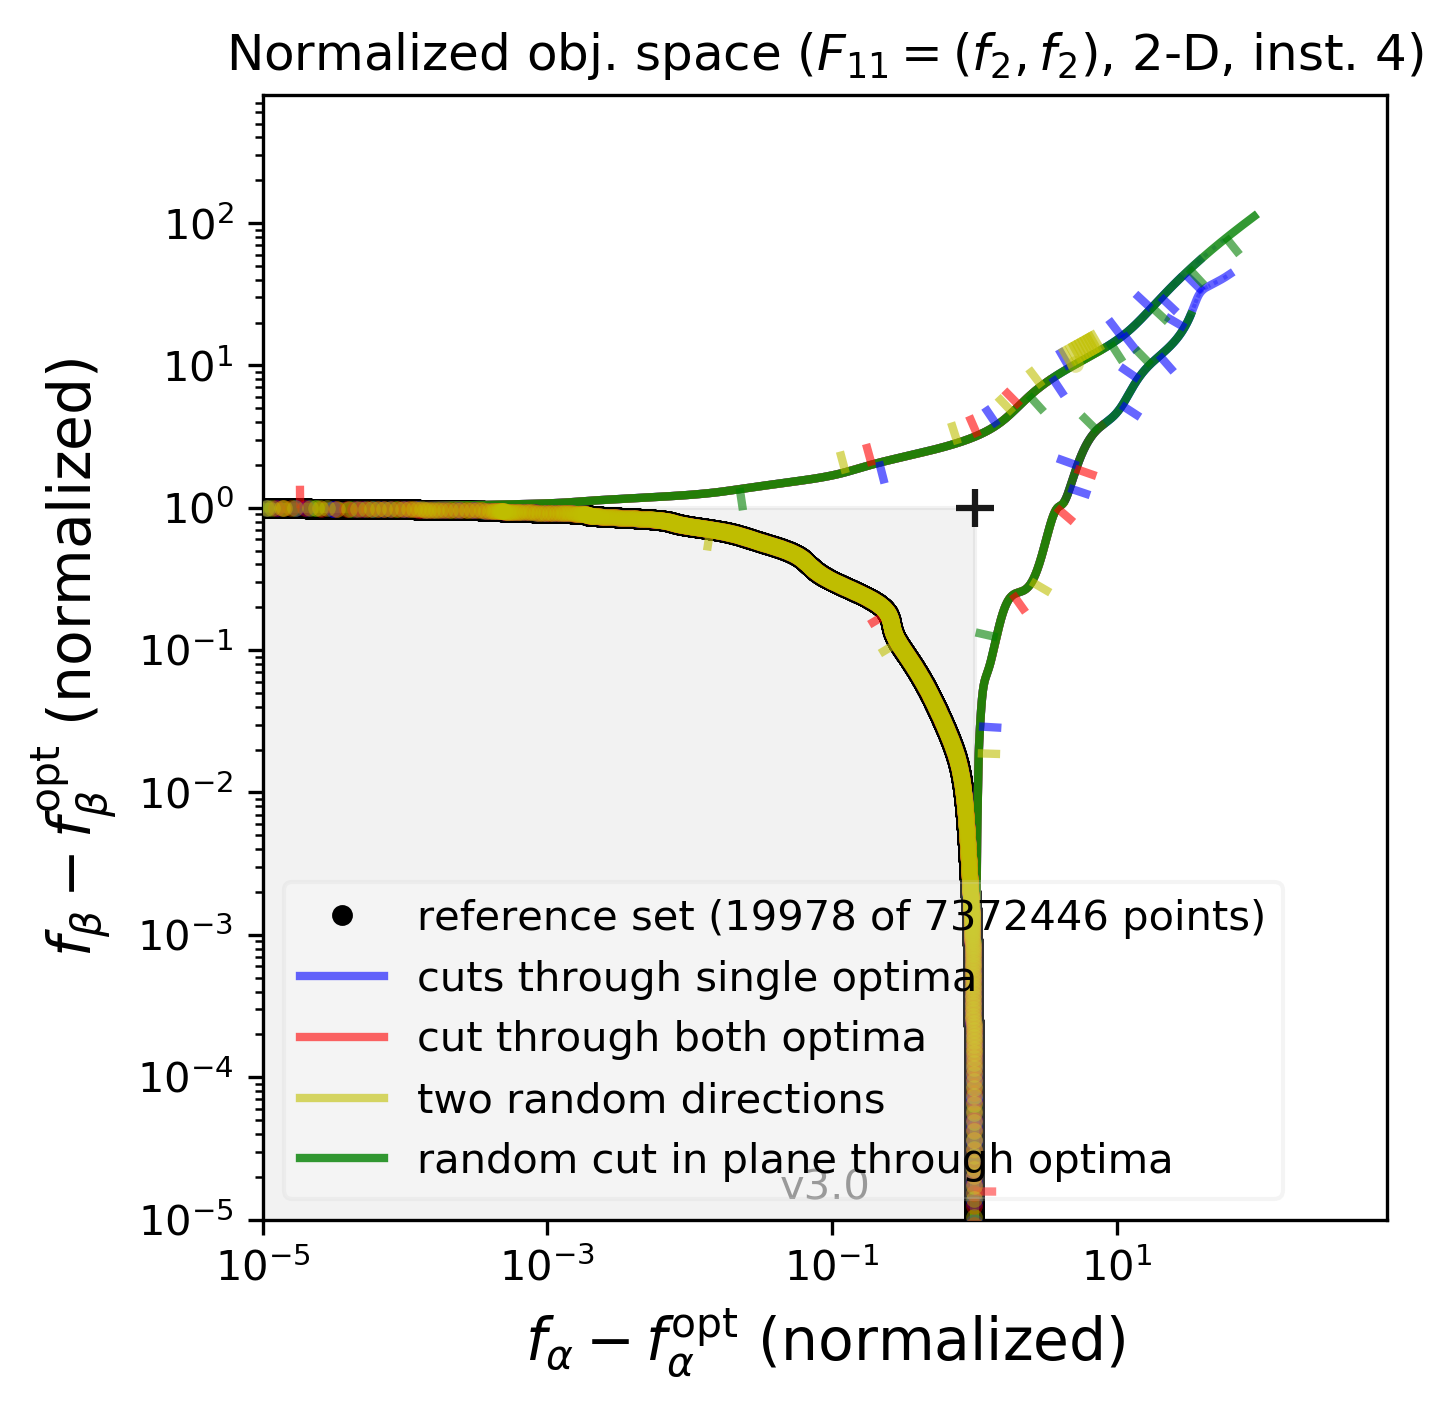 Normalized obj. space (F₁₁ = (f₂, f₂), 2-D, inst. 4)
10²
10¹
10⁰
10⁻¹
10⁻²
10⁻³
10⁻⁴
10⁻⁵
f_β − f_β^opt (normalized)
reference set (19978 of 7372446 points)
cuts through single optima
cut through both optima
two random directions
random cut in plane through optima
v3.0
10⁻⁵ 10⁻³ 10⁻¹ 10¹
f_α − f_α^opt (normalized)